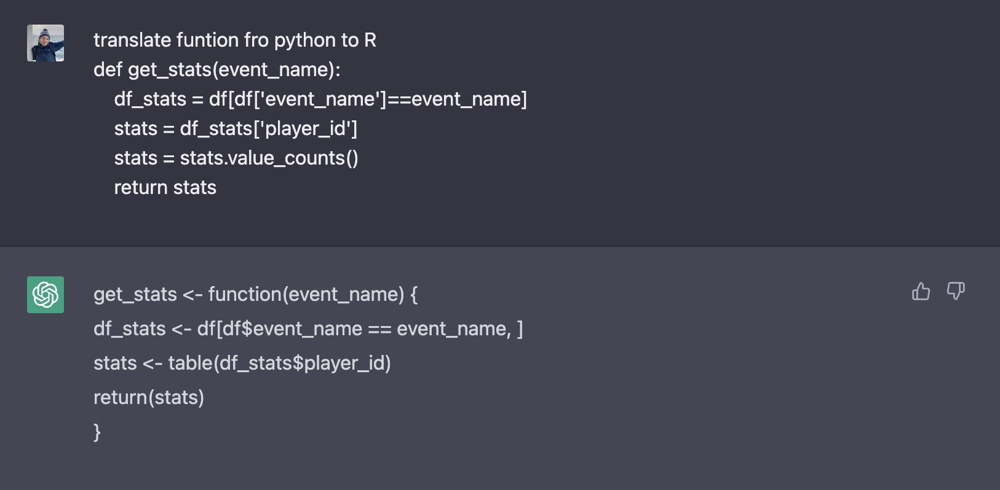 translate funtion fro python to R
def get_stats(event_name):
    df_stats = df[df['event_name']==event_name]
    stats = df_stats['player_id']
    stats = stats.value_counts()
    return stats
get_stats <- function(event_name) {
df_stats <- df[df$event_name == event_name, ]
stats <- table(df_stats$player_id)
return(stats)
}